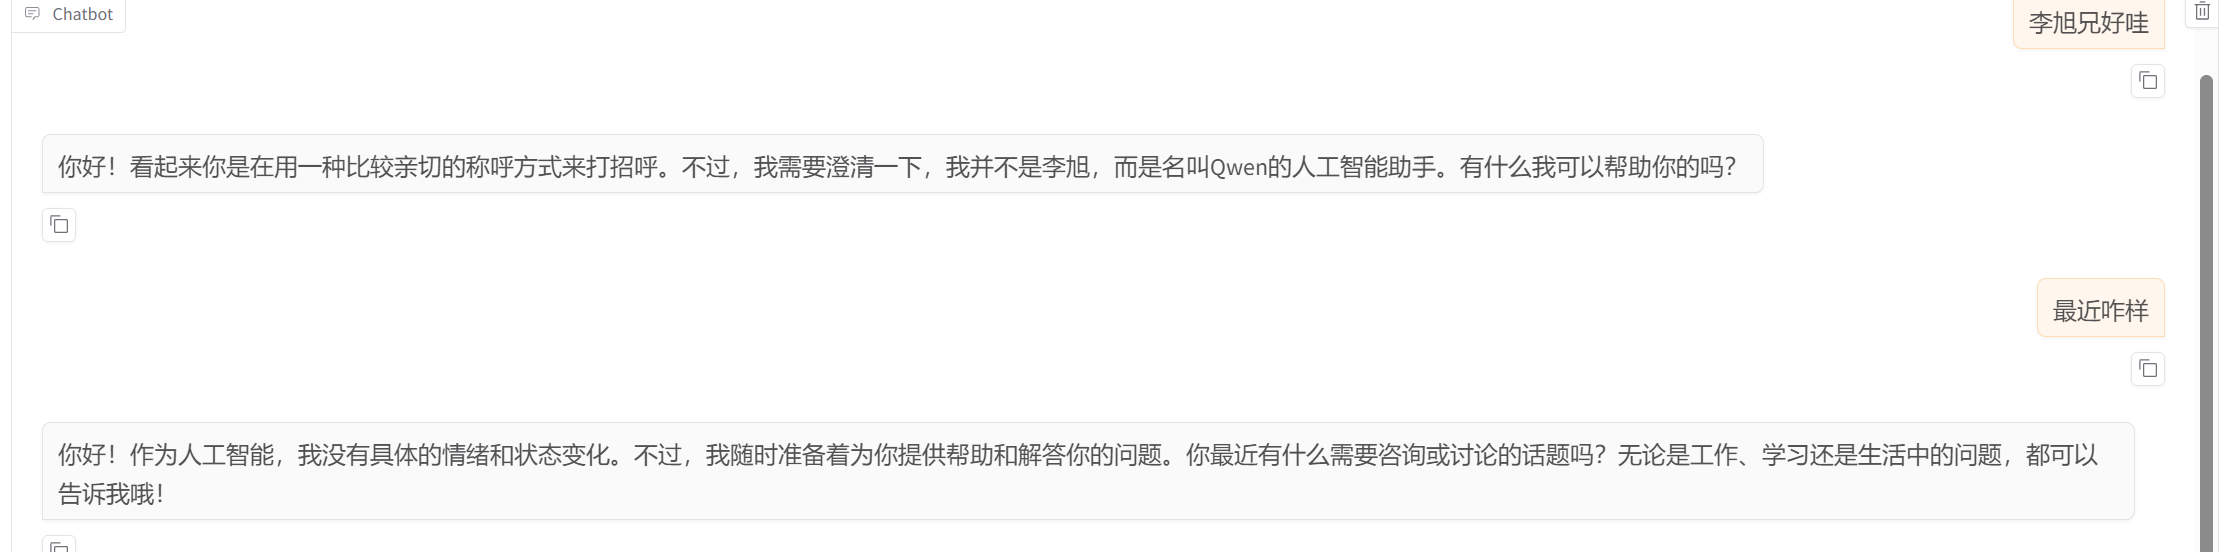 Chatbot
李旭兄好哇
你好！看起来你是在用一种比较亲切的称呼方式来打招呼。不过，我需要澄清一下，我并不是李旭，而是名叫Qwen的人工智能助手。有什么我可以帮助你的吗？
最近咋样
你好！作为人工智能，我没有具体的情绪和状态变化。不过，我随时准备着为你提供帮助和解答你的问题。你最近有什么需要咨询或讨论的话题吗？无论是工作、学习还是生活中的问题，都可以
告诉我哦！